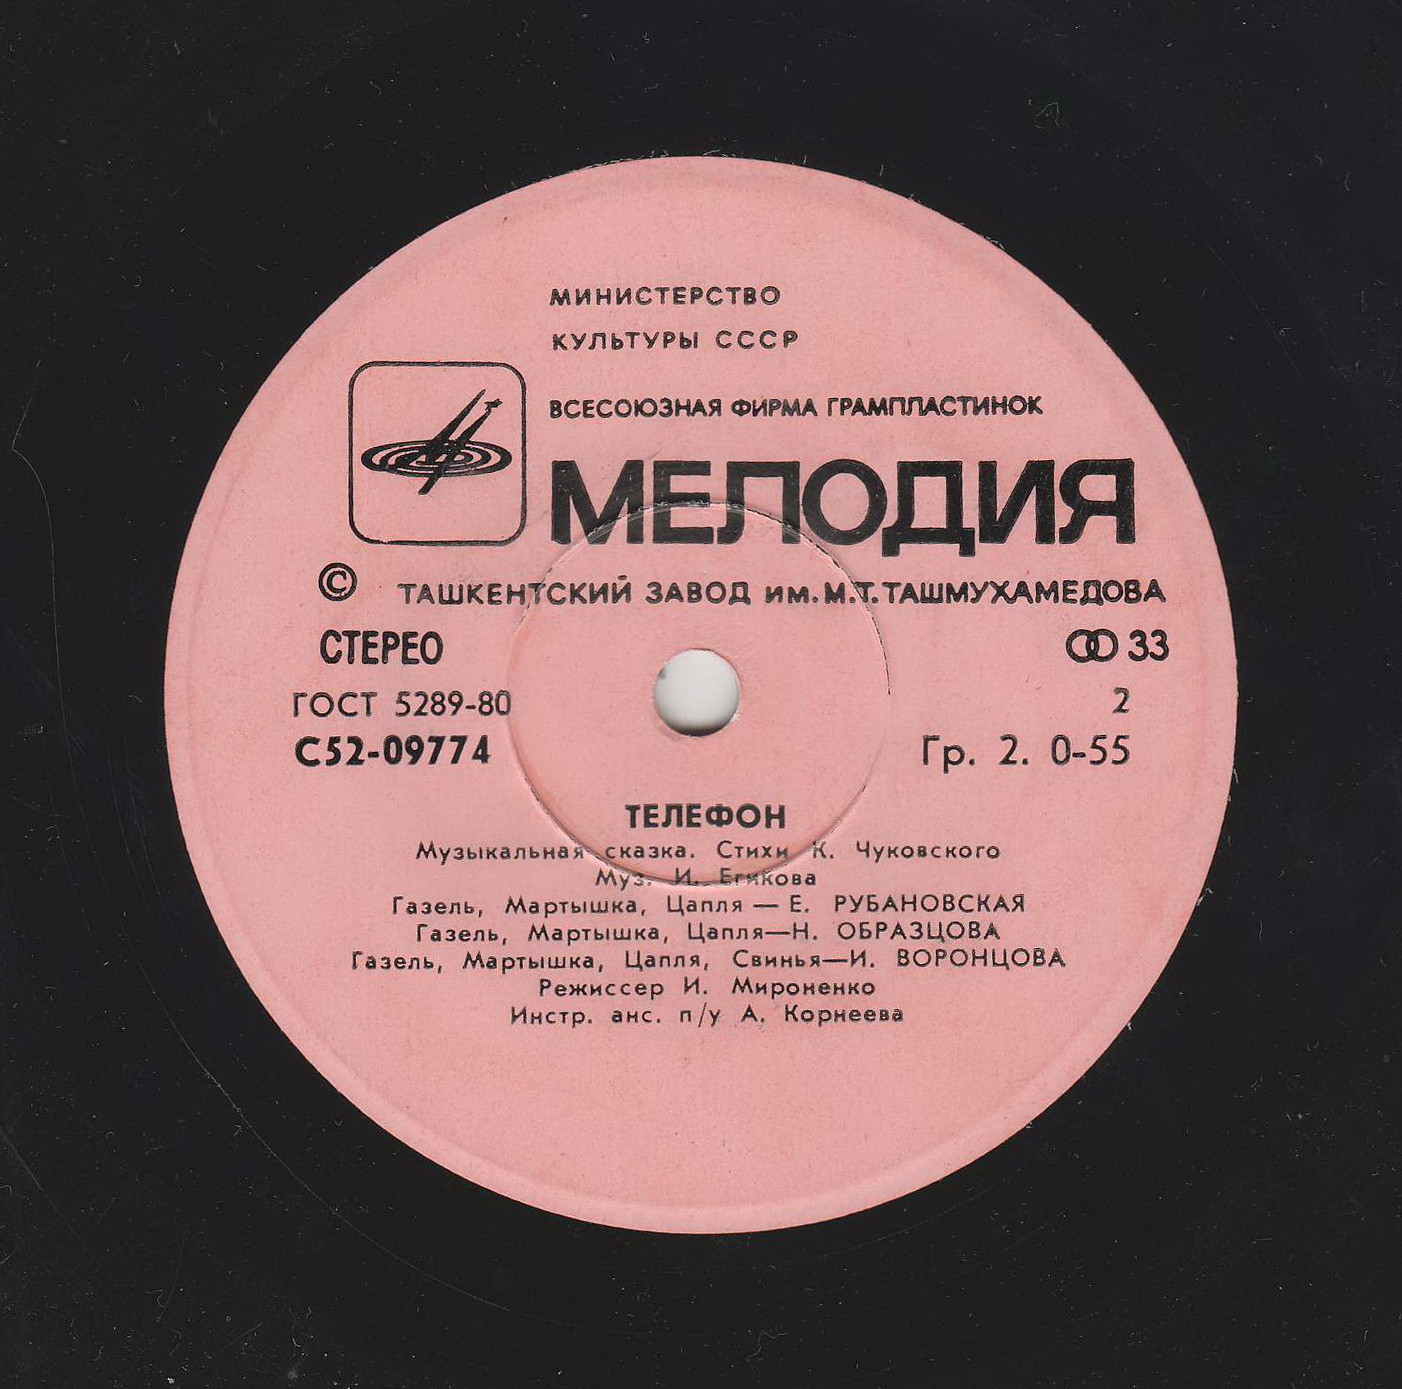 МИНИСТЕРСТВО
КУЛЬТУРЫ СССР
ВСЕСОЮЗНАЯ ФИРМА ГРАМПЛАСТИНОК
МЕЛОДИЯ
© ТАШКЕНТСКИЙ ЗАВОД ИМ. М.Т. ТАШМУХАМЕДОВА
СТЕРЕО 33
ГОСТ 5289-80 2
С52-09774 Гр. 2. 0-55
ТЕЛЕФОН
Музыкальная сказка. Стихи К. Чуковского
Муз. И. Егикова
Газель, Мартышка, Цапля — Е. РУБАНОВСКАЯ
Газель, Мартышка, Цапля—Н. ОБРАЗЦОВА
Газель, Мартышка, Цапля, Свинья—И. ВОРОНЦОВА
Режиссер И. Мироненко
Инстр. анс. п/у А. Корнеева